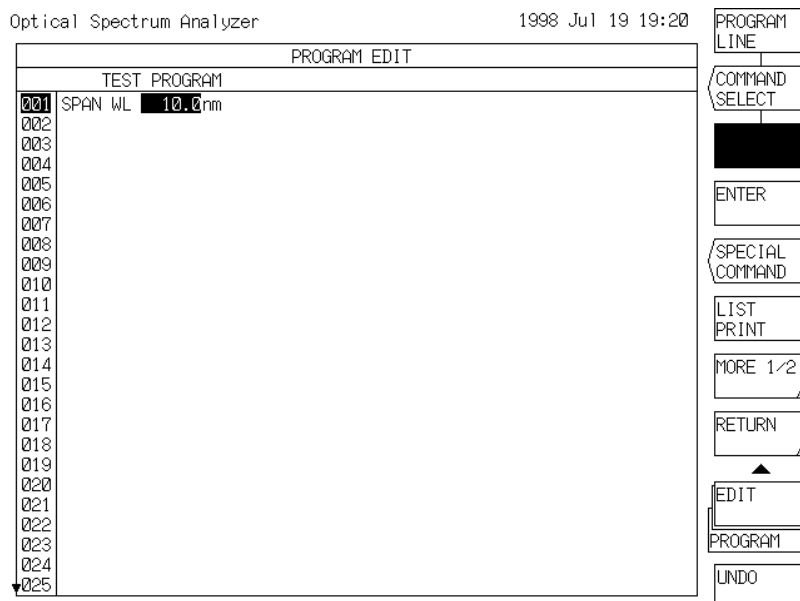 Optical Spectrum Analyzer
1998 Jul 19 19:20
PROGRAM EDIT
TEST PROGRAM
001 SPAN WL 10.0nm
002
003
004
005
006
007
008
009
010
011
012
013
014
015
016
017
018
019
020
021
022
023
024
025
PROGRAM
LINE
COMMAND
SELECT
ENTER
SPECIAL
COMMAND
LIST
PRINT
MORE 1/2
RETURN
EDIT
PROGRAM
UNDO